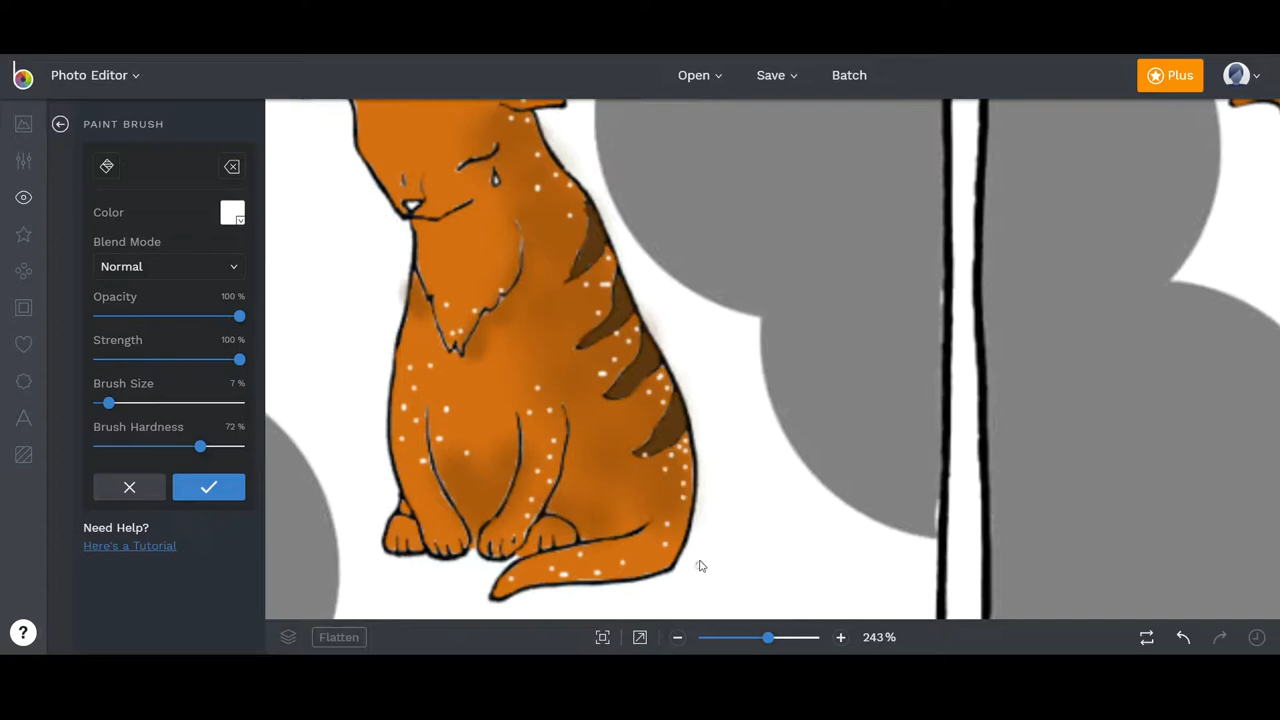 Photo Editor
Open
Save
Batch
Plus
PAINT BRUSH
Color
Blend Mode
Normal
Opacity
100 %
Strength
100 %
Brush Size
7 %
Brush Hardness
72 %
Need Help?
Here's a Tutorial
?
Flatten
243 %